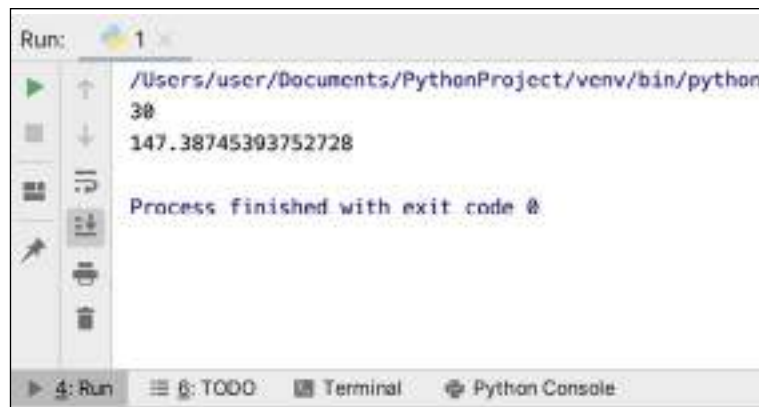 Run: 1
/Users/user/Documents/PythonProject/venv/bin/python
30
147.38745393752728
Process finished with exit code 0
4: Run 6: TODO Terminal Python Console